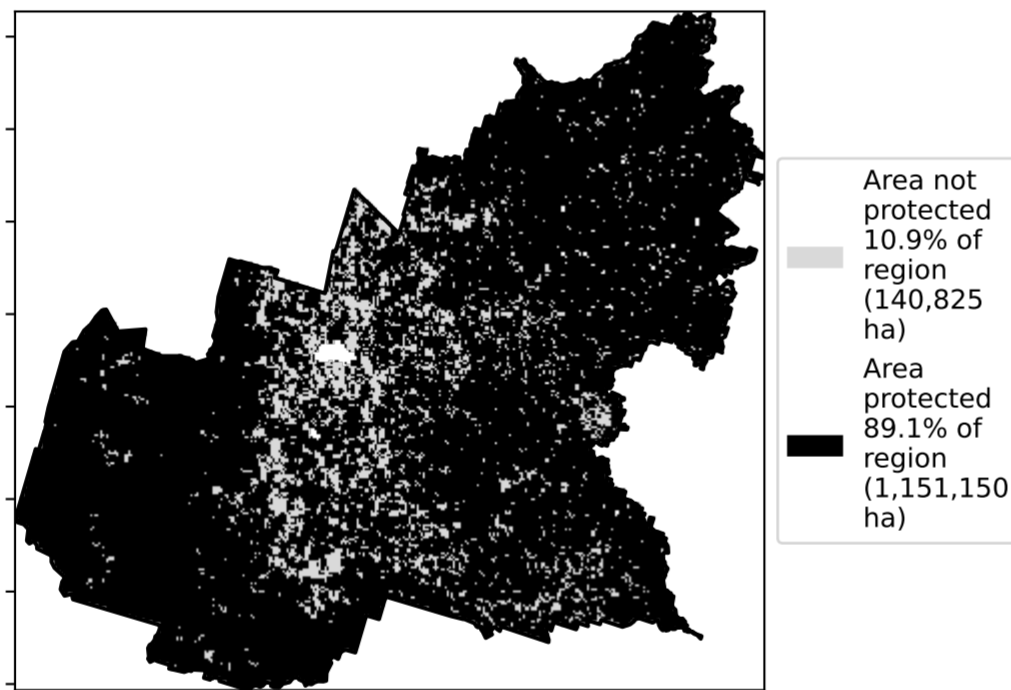 Area not
protected
10.9% of
region
(140,825
ha)
Area
protected
89.1% of
region
(1,151,150
ha)